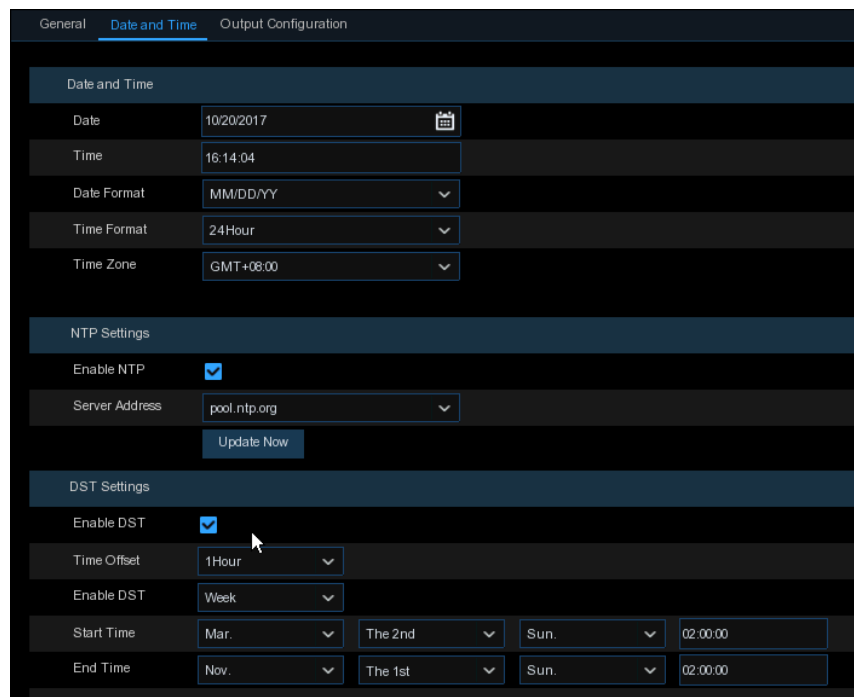 General Date and Time Output Configuration
Date and Time
Date 10/20/2017
Time 16:14:04
Date Format MM/DD/YY
Time Format 24Hour
Time Zone GMT+08:00
NTP Settings
Enable NTP
Server Address pool.ntp.org
Update Now
DST Settings
Enable DST
Time Offset 1Hour
Enable DST Week
Start Time Mar. The 2nd Sun. 02:00:00
End Time Nov. The 1st Sun. 02:00:00